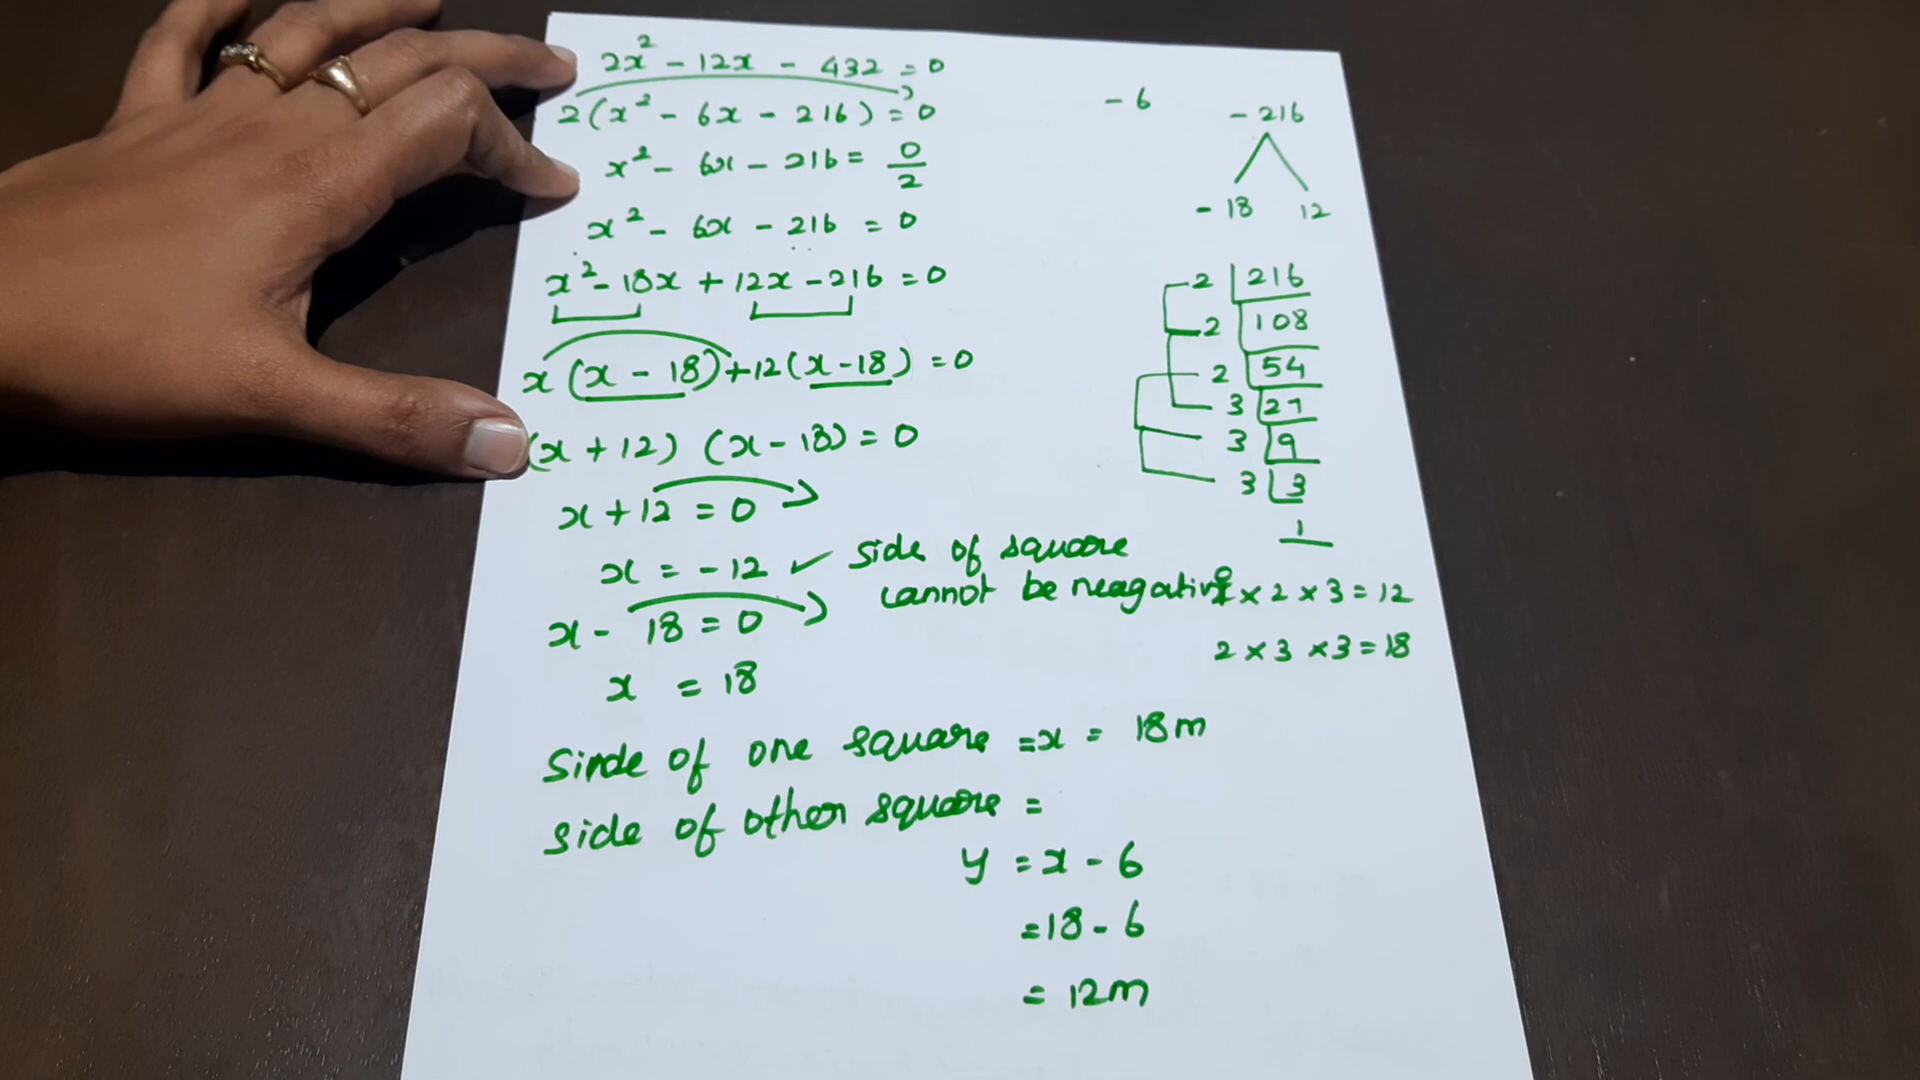 2x² - 12x - 432 = 0
2(x² - 6x - 216) = 0
x² - 6x - 216 = 0/2
x² - 6x - 216 = 0
x² - 18x + 12x - 216 = 0
x(x - 18) + 12(x - 18) = 0
(x + 12) (x - 18) = 0
x + 12 = 0
x = -12 ✓ side of square
cannot be neagative
x - 18 = 0
x = 18
Sirde of one square = x = 18m
side of other square =
y = x - 6
= 18 - 6
= 12m
- 6
- 216
- 18 12
2 216
2 108
2 54
3 27
3 9
3 3
1
2 × 2 × 3 = 12
2 × 3 × 3 = 18